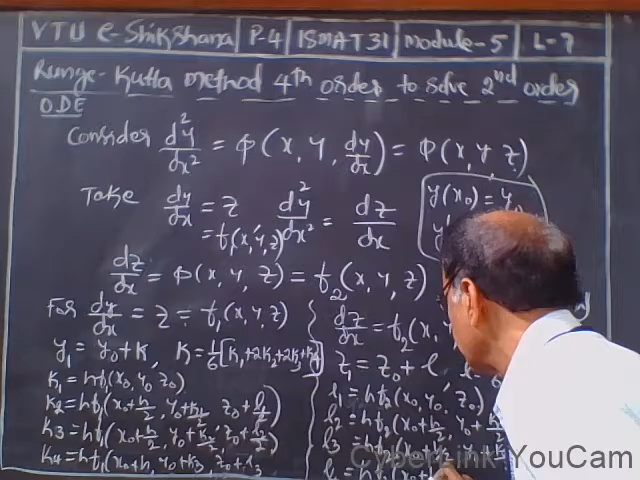 VTU e-Shikshana | P-4 | 15MAT31 | Module-5 | L-7
Runge-Kutta method 4th order to solve 2nd order
ODE
Consider d²y/dx² = φ(x, y, dy/dx) = φ(x, y z)
Take dy/dx = z d²y/dx² = dz/dx
= f₁(x, y, z)
y(x₀) = y₀
dz/dx = φ(x, y, z) = f₂(x, y, z)
For dy/dx = z = f₁(x, y, z)
y₁ = y₀+k, k = 1/6[k₁+2k₂+2k₃+k₄]
k₁ = hf₁(x₀, y₀ z₀)
k₂ = hf₁(x₀+h/2, y₀+k₁/2, z₀+l₁/2)
k₃ = hf₁(x₀+h/2, y₀+k₂/2, z₀+l₂/2)
k₄ = hf₁(x₀+h, y₀+k₃, z₀+l₃
dz/dx = f₂(x, y
z₁ = z₀ + l
l₁ = hf₂(x₀, y₀, z₀)
l₂ = hf₂(x₀+h/2, y₀+
l₃ = hf₂(x₀+
CyberLink YouCam